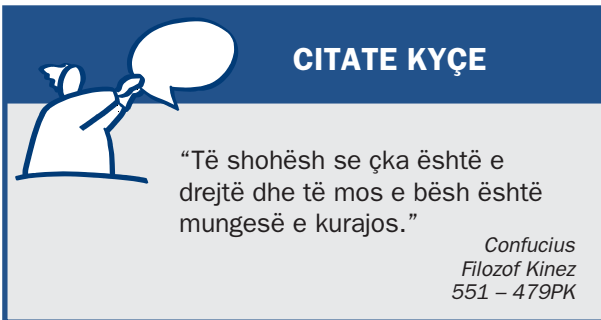 CITATE KYÇE
“Të shohësh se çka është e
drejtë dhe të mos e bësh është
mungesë e kurajos.”
Confucius
Filozof Kinez
551 – 479PK